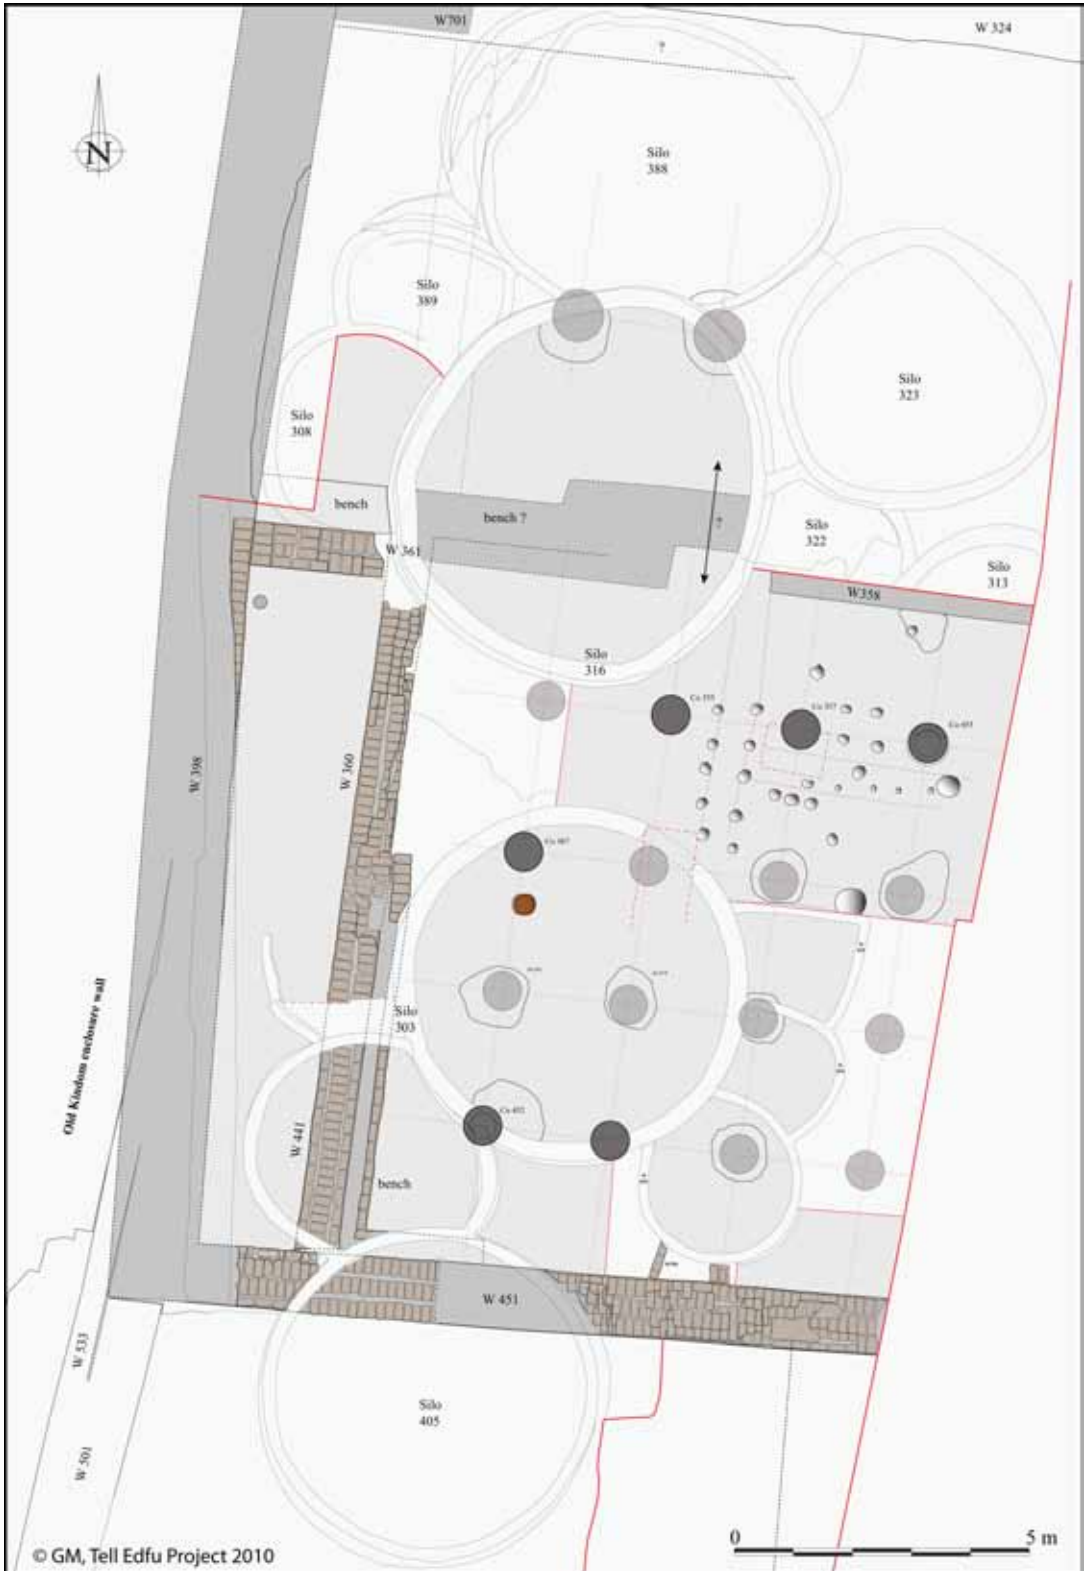 W701
W 324
?
N
Silo
388
Silo
389
Silo
323
Silo
308
bench
bench ?
?
Silo
322
W 361
Silo
313
W358
Silo
316
W 398
W 360
Old Kindom enclosure wall
Silo
303
W 441
bench
W 451
W 533
Silo
405
W 501
0
5 m
© GM, Tell Edfu Project 2010